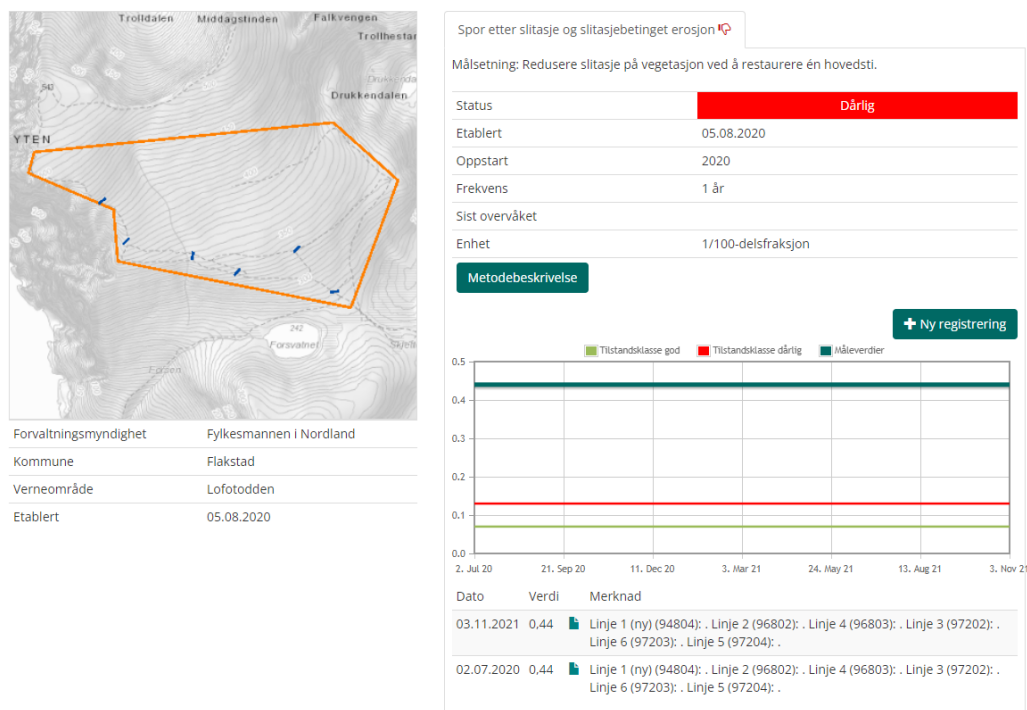 Trolldalen
Middagstinden
Falkvengen
Trollhestar
Drukkenda
Drukkendalen
YTEN
242
Forsvatnet
Forvaltningsmyndighet Fylkesmannen i Nordland
Kommune Flakstad
Verneområde Lofotodden
Etablert 05.08.2020
Spor etter slitasje og slitasjebetinget erosjon
Målsetning: Redusere slitasje på vegetasjon ved å restaurere én hovedsti.
Status Dårlig
Etablert 05.08.2020
Oppstart 2020
Frekvens 1 år
Sist overvåket
Enhet 1/100-delsfraksjon
Metodebeskrivelse
Ny registrering
Tilstandsklasse god Tilstandsklasse dårlig Måleverdier
0.5
0.4
0.3
0.2
0.1
0.0
2. Jul 20 21. Sep 20 11. Dec 20 3. Mar 21 24. May 21 13. Aug 21 3. Nov 21
Dato Verdi Merknad
03.11.2021 0,44 Linje 1 (ny) (94804): . Linje 2 (96802): . Linje 4 (96803): . Linje 3 (97202): .
Linje 6 (97203): . Linje 5 (97204): .
02.07.2020 0,44 Linje 1 (ny) (94804): . Linje 2 (96802): . Linje 4 (96803): . Linje 3 (97202): .
Linje 6 (97203): . Linje 5 (97204): .